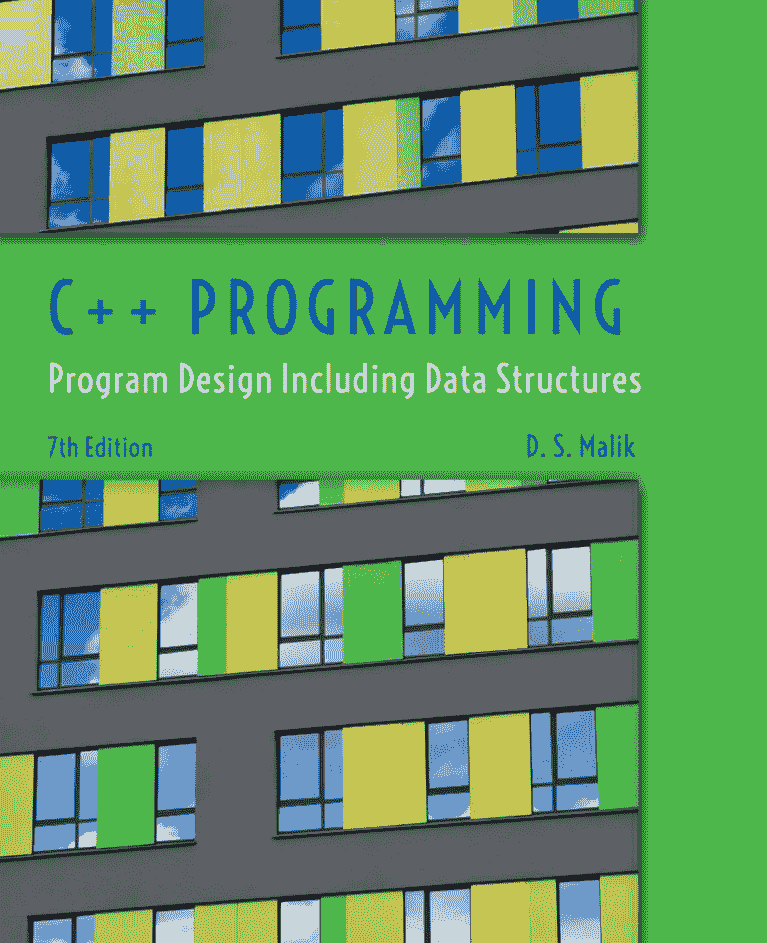 C++ PROGRAMMING
Program Design Including Data Structures
7th Edition
D. S. Malik